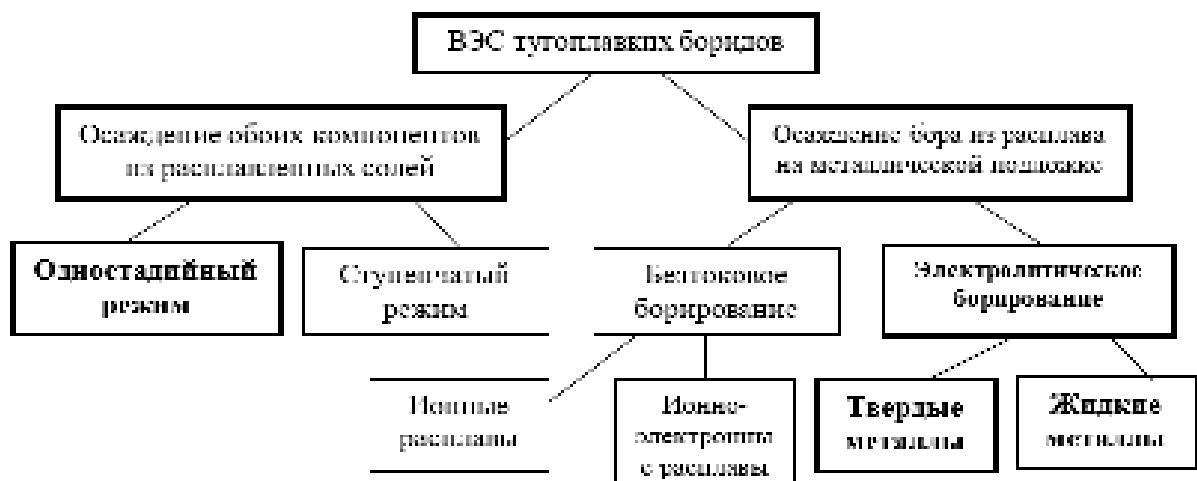 ВЭС тугоплавких боридов
Осаждение обоих компонентов
из расплавленных солей
Осаждение бора из расплава
на металлической подложке
Одностадийный
режим
Ступенчатый
режим
Бестоковое
борирование
Электролитическое
борирование
Ионные
расплавы
Ионно-
электронны
е расплавы
Твердые
металлы
Жидкие
металлы